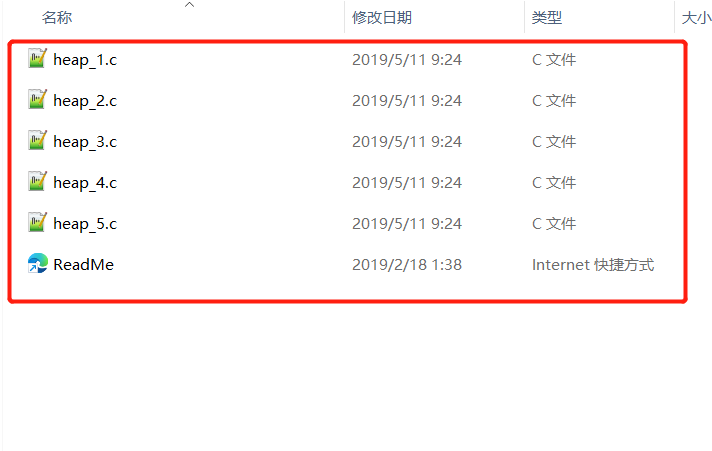 名称 修改日期 类型 大小
heap_1.c 2019/5/11 9:24 C 文件
heap_2.c 2019/5/11 9:24 C 文件
heap_3.c 2019/5/11 9:24 C 文件
heap_4.c 2019/5/11 9:24 C 文件
heap_5.c 2019/5/11 9:24 C 文件
ReadMe 2019/2/18 1:38 Internet 快捷方式